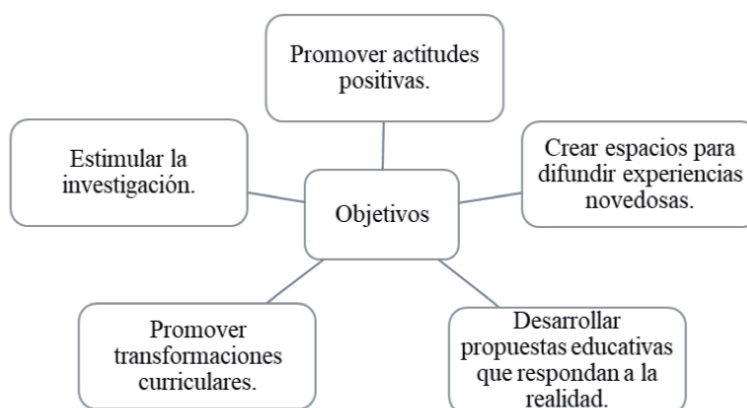 Promover actitudes
positivas.
Estimular la
investigación.
Crear espacios para
difundir experiencias
novedosas.
Objetivos
Promover
transformaciones
curriculares.
Desarrollar
propuestas educativas
que respondan a la
realidad.